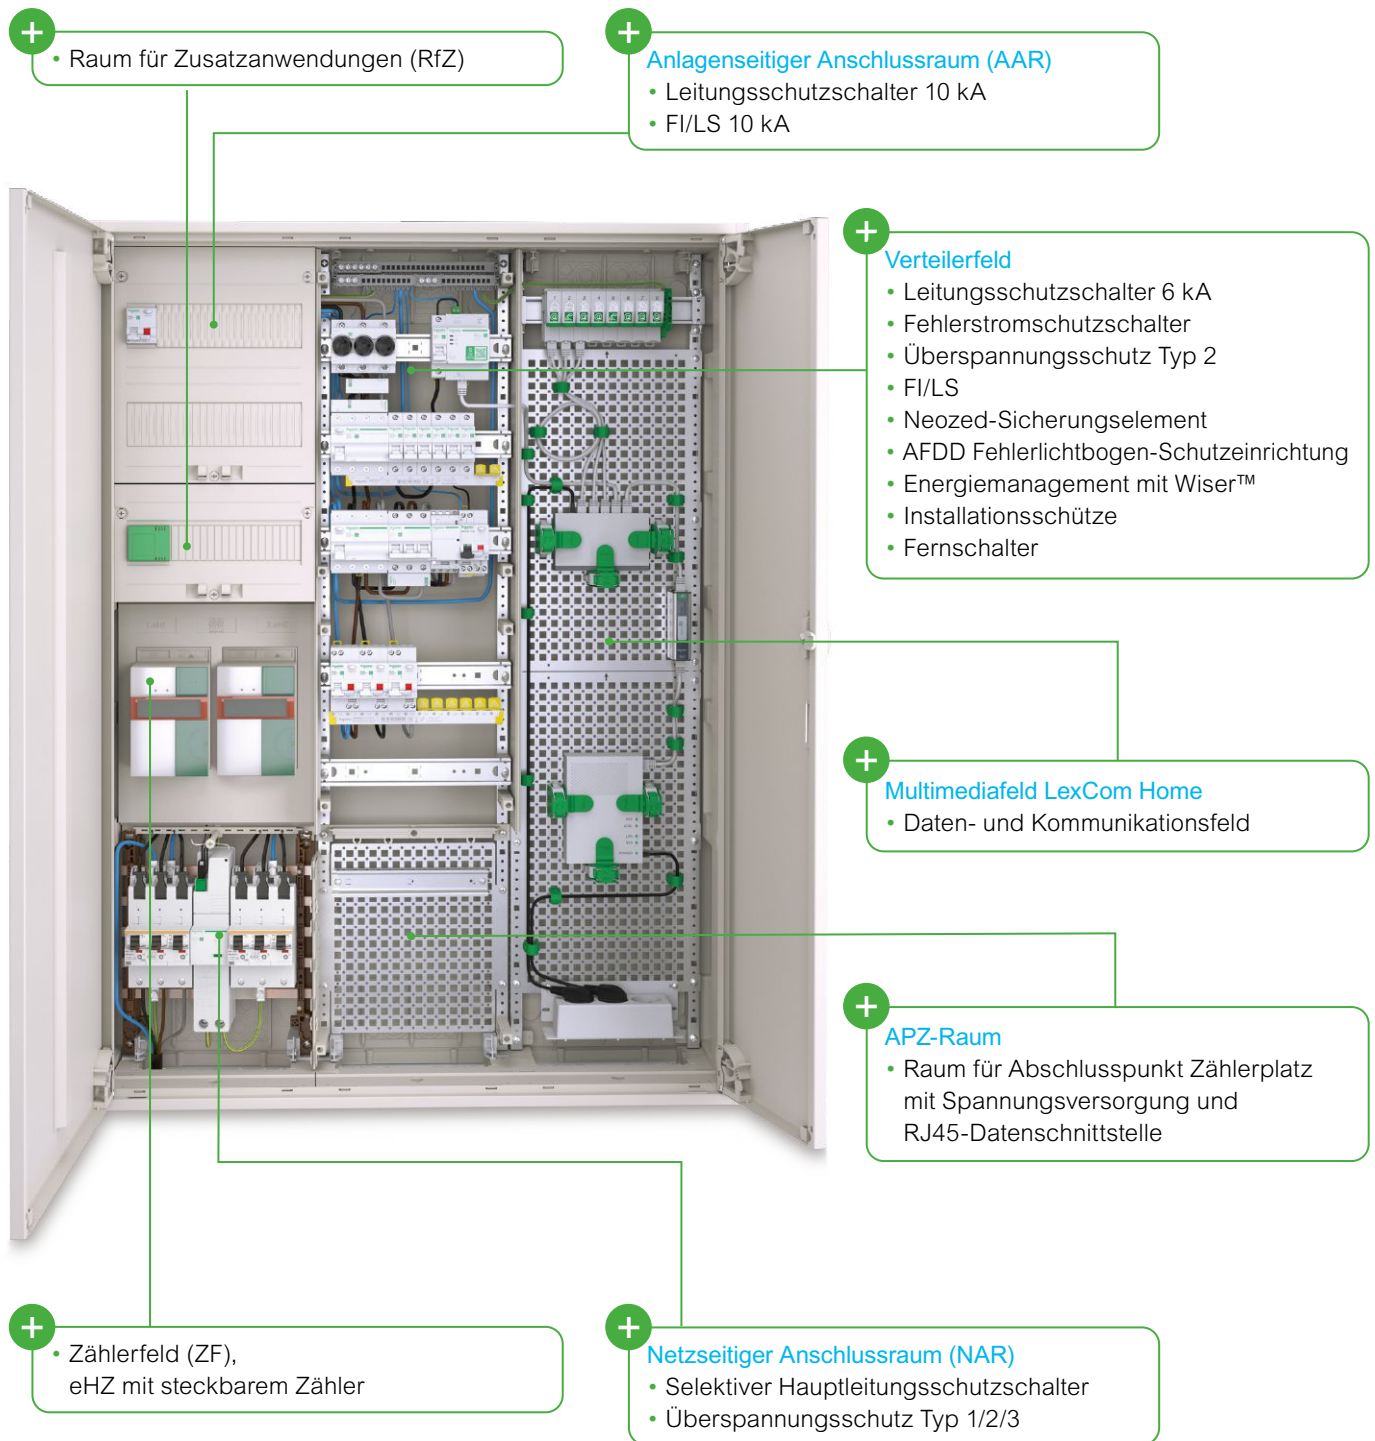 • Raum für Zusatzanwendungen (RfZ)
Anlagenseitiger Anschlussraum (AAR)
• Leitungsschutzschalter 10 kA
• FI/LS 10 kA
Verteilerfeld
• Leitungsschutzschalter 6 kA
• Fehlerstromschutzschalter
• Überspannungsschutz Typ 2
• FI/LS
• Neozed-Sicherungselement
• AFDD Fehlerlichtbogen-Schutzeinrichtung
• Energiemanagement mit Wiser™
• Installationsschütze
• Fernschalter
Multimediafeld LexCom Home
• Daten- und Kommunikationsfeld
APZ-Raum
• Raum für Abschlusspunkt Zählerplatz
mit Spannungsversorgung und
RJ45-Datenschnittstelle
• Zählerfeld (ZF),
eHZ mit steckbarem Zähler
Netzseitiger Anschlussraum (NAR)
• Selektiver Hauptleitungsschutzschalter
• Überspannungsschutz Typ 1/2/3